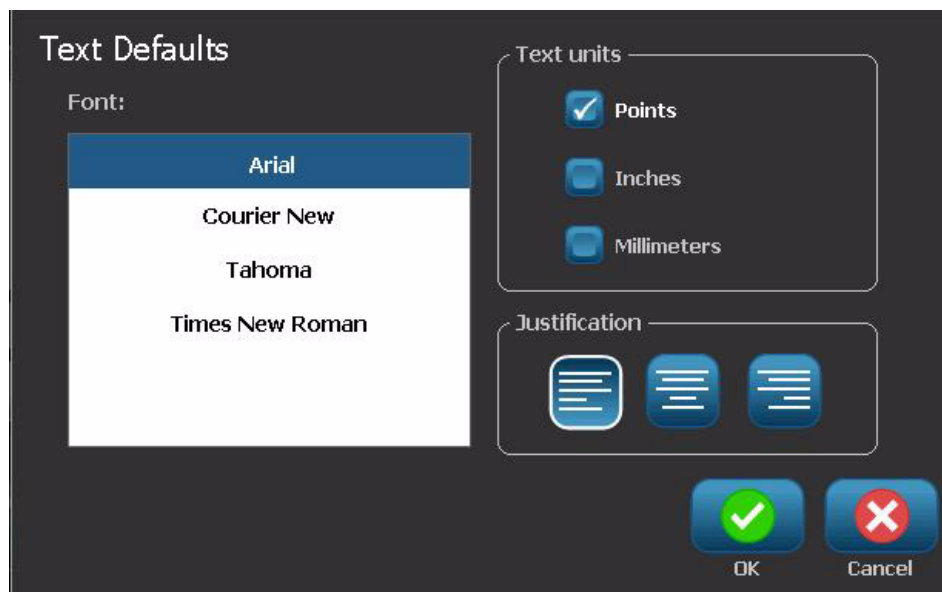 Text Defaults
Font:
Arial
Courier New
Tahoma
Times New Roman
Text units
Points
Inches
Millimeters
Justification
OK
Cancel